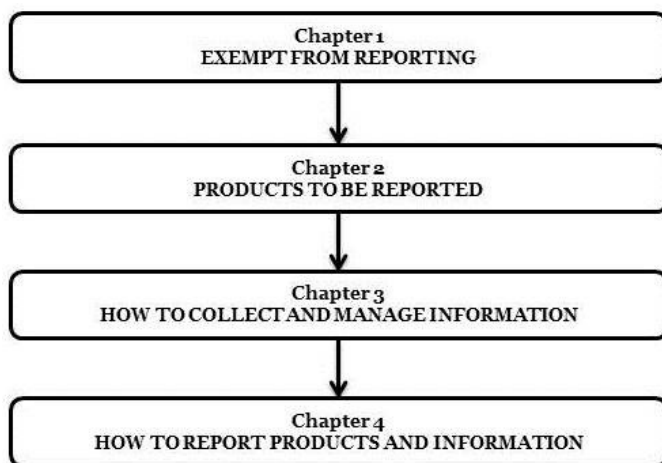 Chapter 1
EXEMPT FROM REPORTING
Chapter 2
PRODUCTS TO BE REPORTED
Chapter 3
HOW TO COLLECT AND MANAGE INFORMATION
Chapter 4
HOW TO REPORT PRODUCTS AND INFORMATION